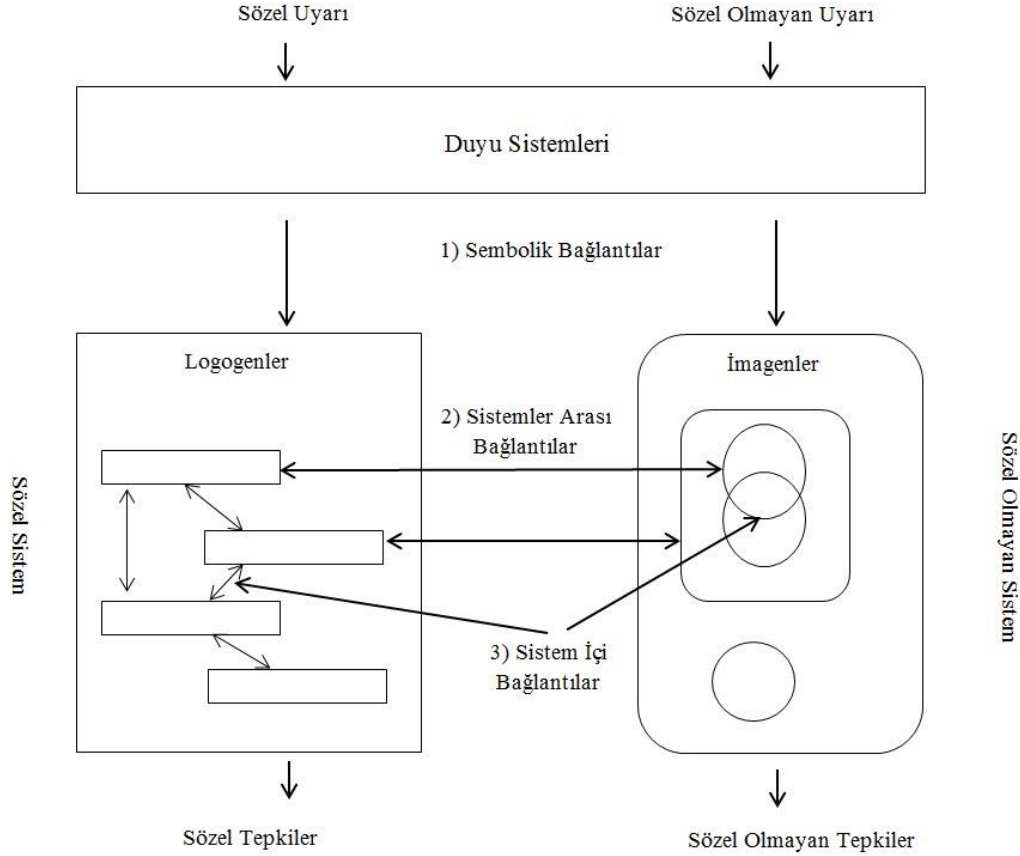 Sözel Uyarı
Sözel Olmayan Uyarı
Duyu Sistemleri
1) Sembolik Bağlantılar
Logogenler
İmagenler
2) Sistemler Arası
Bağlantılar
Sözel Sistem
Sözel Olmayan Sistem
3) Sistem İçi
Bağlantılar
Sözel Tepkiler
Sözel Olmayan Tepkiler